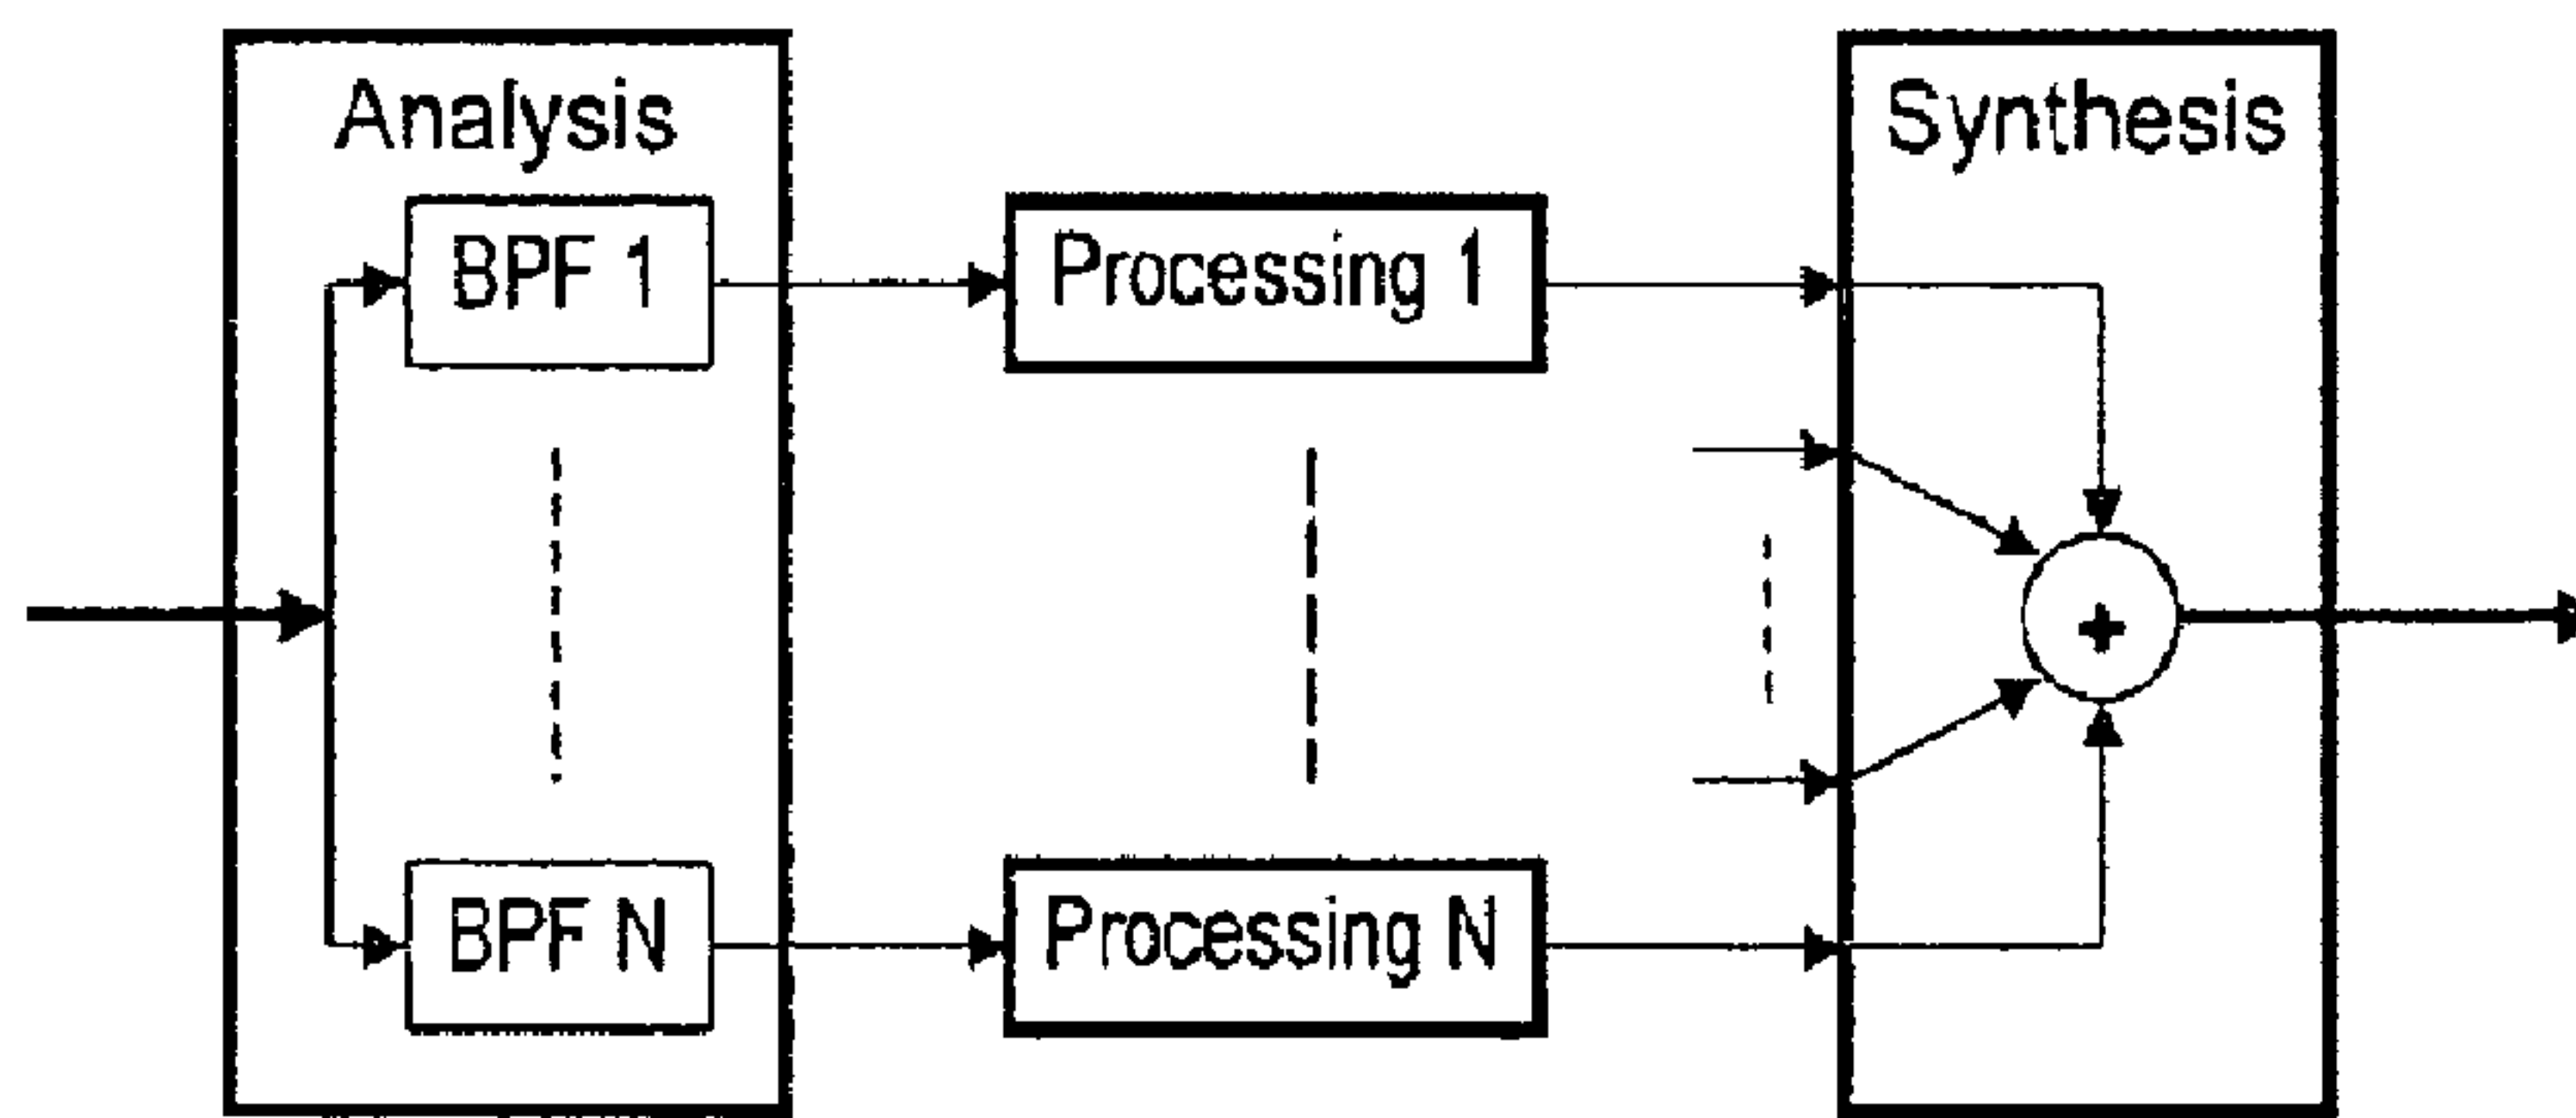 Analysis
Synthesis
BPF 1
Processing 1
+
BPF N
Processing N